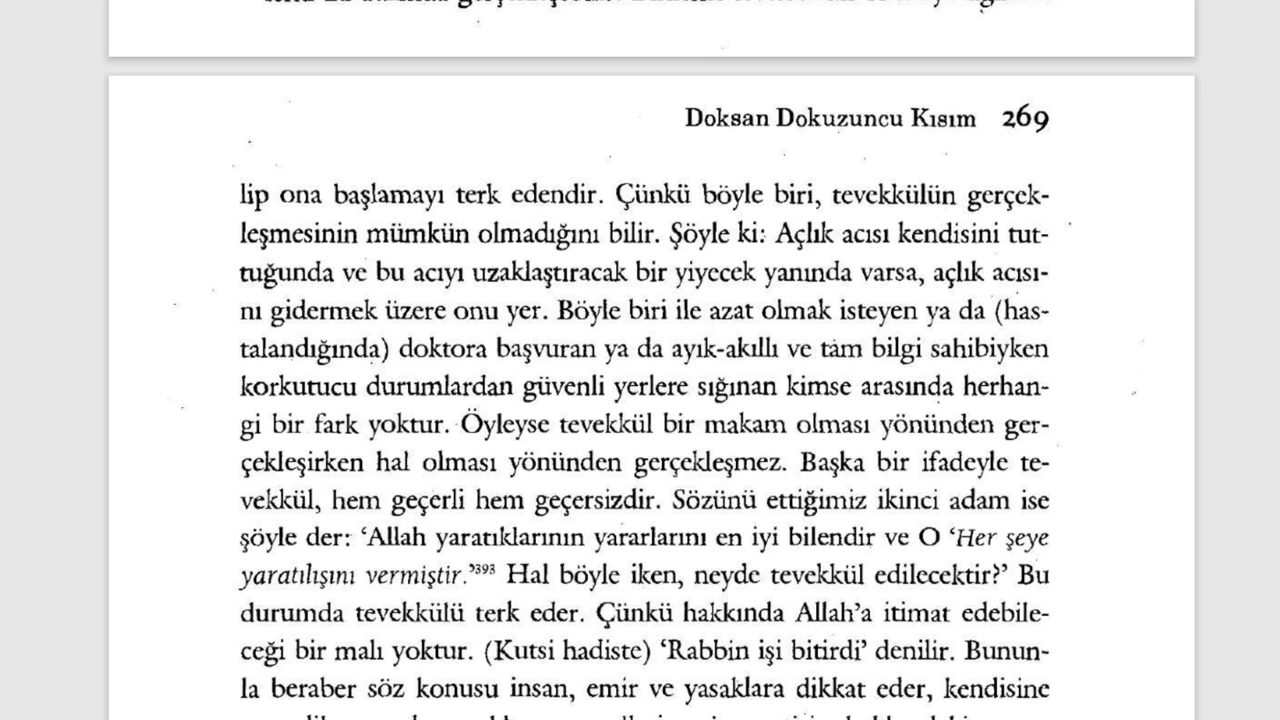 Doksan Dokuzuncu Kısım 269
lip ona başlamayı terk edendir. Çünkü böyle biri, tevekkülün gerçek-
leşmesinin mümkün olmadığını bilir. Şöyle ki: Açlık acısı kendisini tut-
tuğunda ve bu acıyı uzaklaştıracak bir yiyecek yanında varsa, açlık acısı-
nı gidermek üzere onu yer. Böyle biri ile azat olmak isteyen ya da (has-
talandığında) doktora başvuran ya da ayık-akıllı ve tam bilgi sahibiyken
korkutucu durumlardan güvenli yerlere sığınan kimse arasında herhan-
gi bir fark yoktur. Öyleyse tevekkül bir makam olması yönünden ger-
çekleşirken hal olması yönünden gerçekleşmez. Başka bir ifadeyle te-
vekkül, hem geçerli hem geçersizdir. Sözünü ettiğimiz ikinci adam ise
şöyle der: ‘Allah yaratıklarının yararlarını en iyi bilendir ve O ‘Her şeye
yaratılışını vermiştir.’³⁹³ Hal böyle iken, neyde tevekkül edilecektir?’ Bu
durumda tevekkülü terk eder. Çünkü hakkında Allah’a itimat edebile-
ceği bir malı yoktur. (Kutsi hadiste) ‘Rabbin işi bitirdi’ denilir. Bunun-
la beraber söz konusu insan, emir ve yasaklara dikkat eder, kendisine